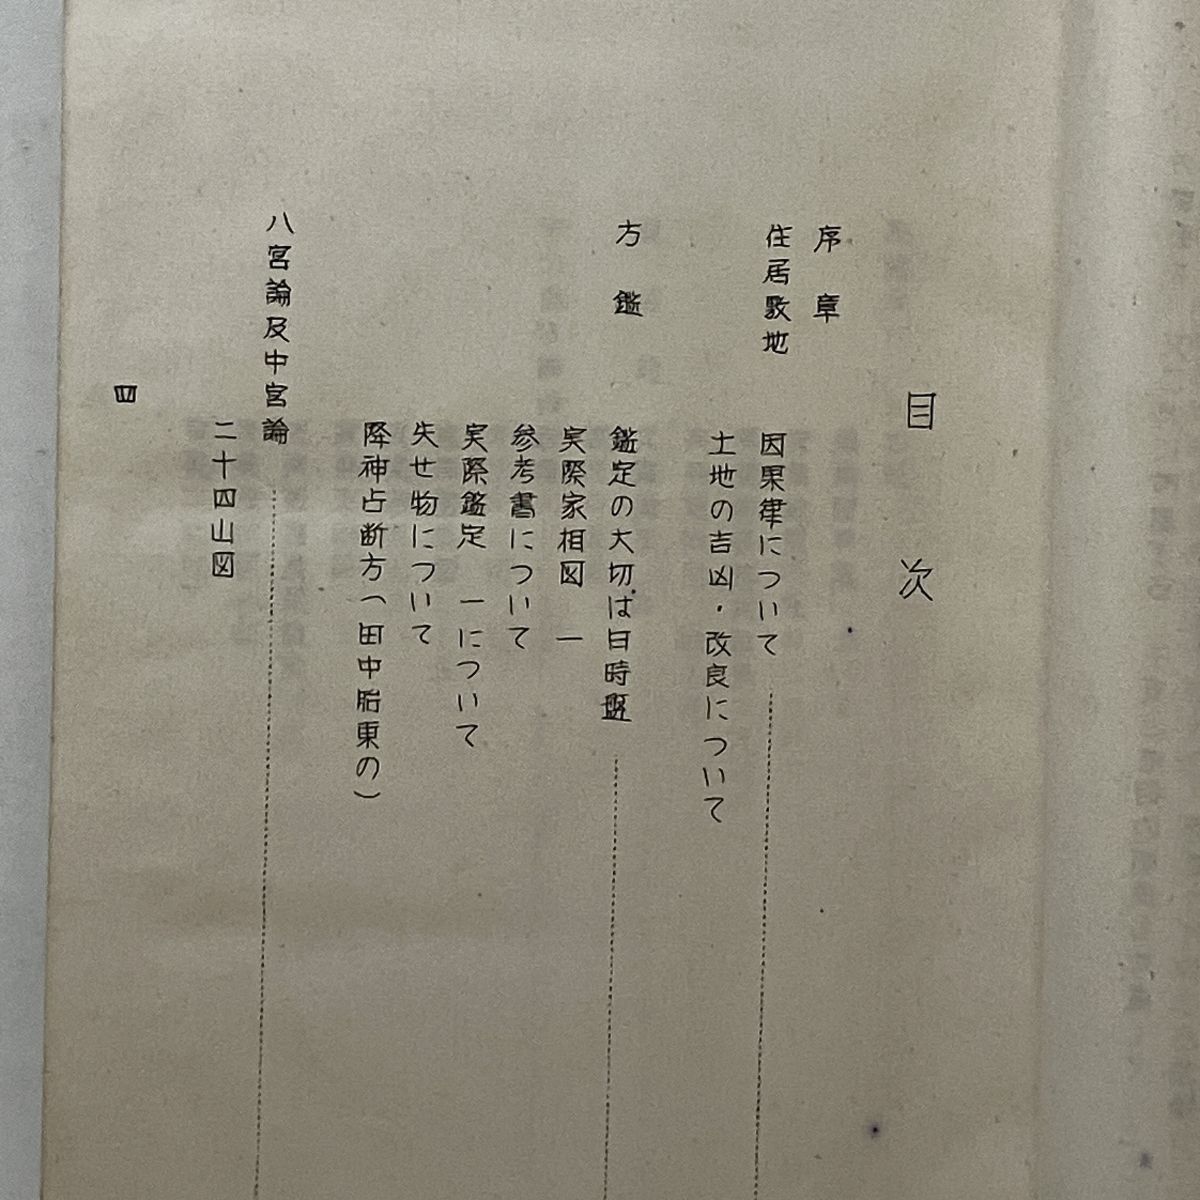 目次
序章
住居敷地
因果律について
土地の吉凶・改良について
方鑑
鑑定の大切は日時盤
実際家相図 一
参考書について
実際鑑定 一について
失せ物について
降神占断方(田中胎東の)
八宮論及中宮論
二十四山図
四